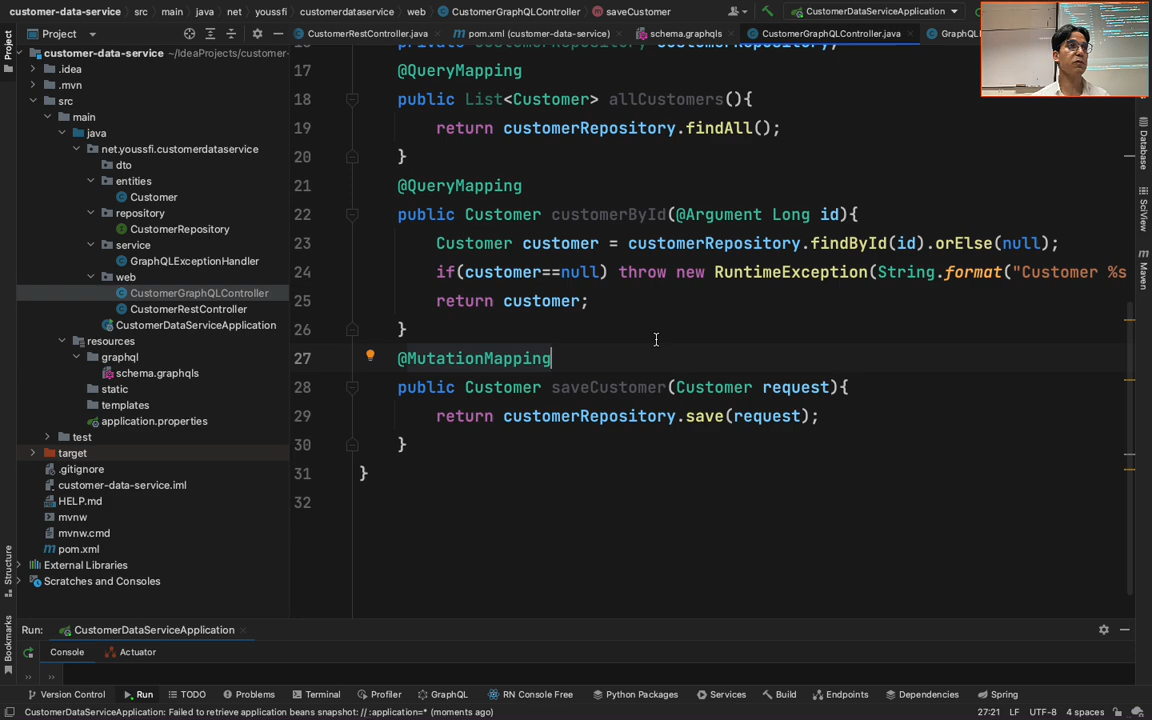 customer-data-service src main java net youssfi customerdataservice web CustomerGraphQLController saveCustomer CustomerDataServiceApplication
Project Project CustomerRestController.java pom.xml (customer-data-service) schema.graphqls CustomerGraphQLController.java GraphQL
customer-data-service ~/IdeaProjects/customer-
.idea
.mvn
src
main
java
net.youssfi.customerdataservice
dto
entities
Customer
repository
CustomerRepository
service
GraphQLExceptionHandler
web
CustomerGraphQLController
CustomerRestController
CustomerDataServiceApplication
resources
graphql
schema.graphqls
static
templates
application.properties
test
target
.gitignore
customer-data-service.iml
HELP.md
mvnw
mvnw.cmd
pom.xml
External Libraries
Scratches and Consoles
17 @QueryMapping
18 public List<Customer> allCustomers(){
19 return customerRepository.findAll();
20 }
21 @QueryMapping
22 public Customer customerById(@Argument Long id){
23 Customer customer = customerRepository.findById(id).orElse(null);
24 if(customer==null) throw new RuntimeException(String.format("Customer %s
25 return customer;
26 }
27 @MutationMapping
28 public Customer saveCustomer(Customer request){
29 return customerRepository.save(request);
30 }
31 }
32
Database
SciView
Maven
Structure
Bookmarks
Run: CustomerDataServiceApplication
Console Actuator
Version Control Run TODO Problems Terminal Profiler GraphQL RN Console Free Python Packages Services Build Endpoints Dependencies Spring
CustomerDataServiceApplication: Failed to retrieve application beans snapshot: // :application=* (moments ago) 27:21 LF UTF-8 4 spaces